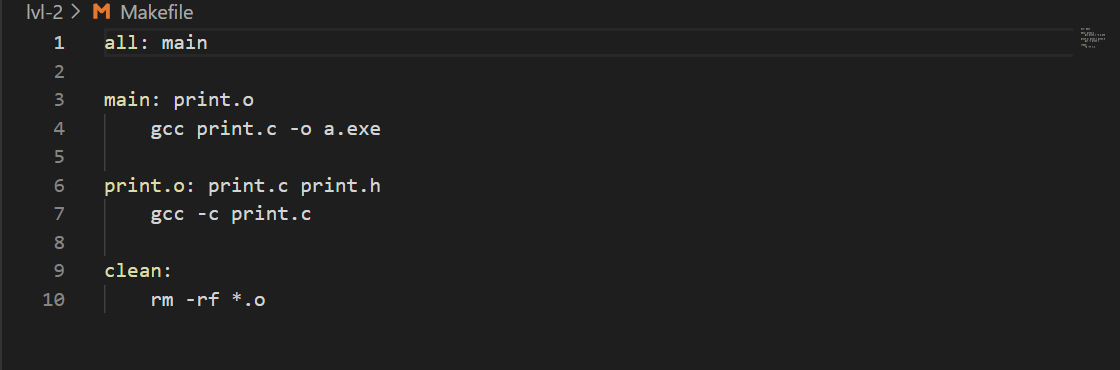 lvl-2 > M Makefile
1 all: main
2
3 main: print.o
4 gcc print.c -o a.exe
5
6 print.o: print.c print.h
7 gcc -c print.c
8
9 clean:
10 rm -rf *.o